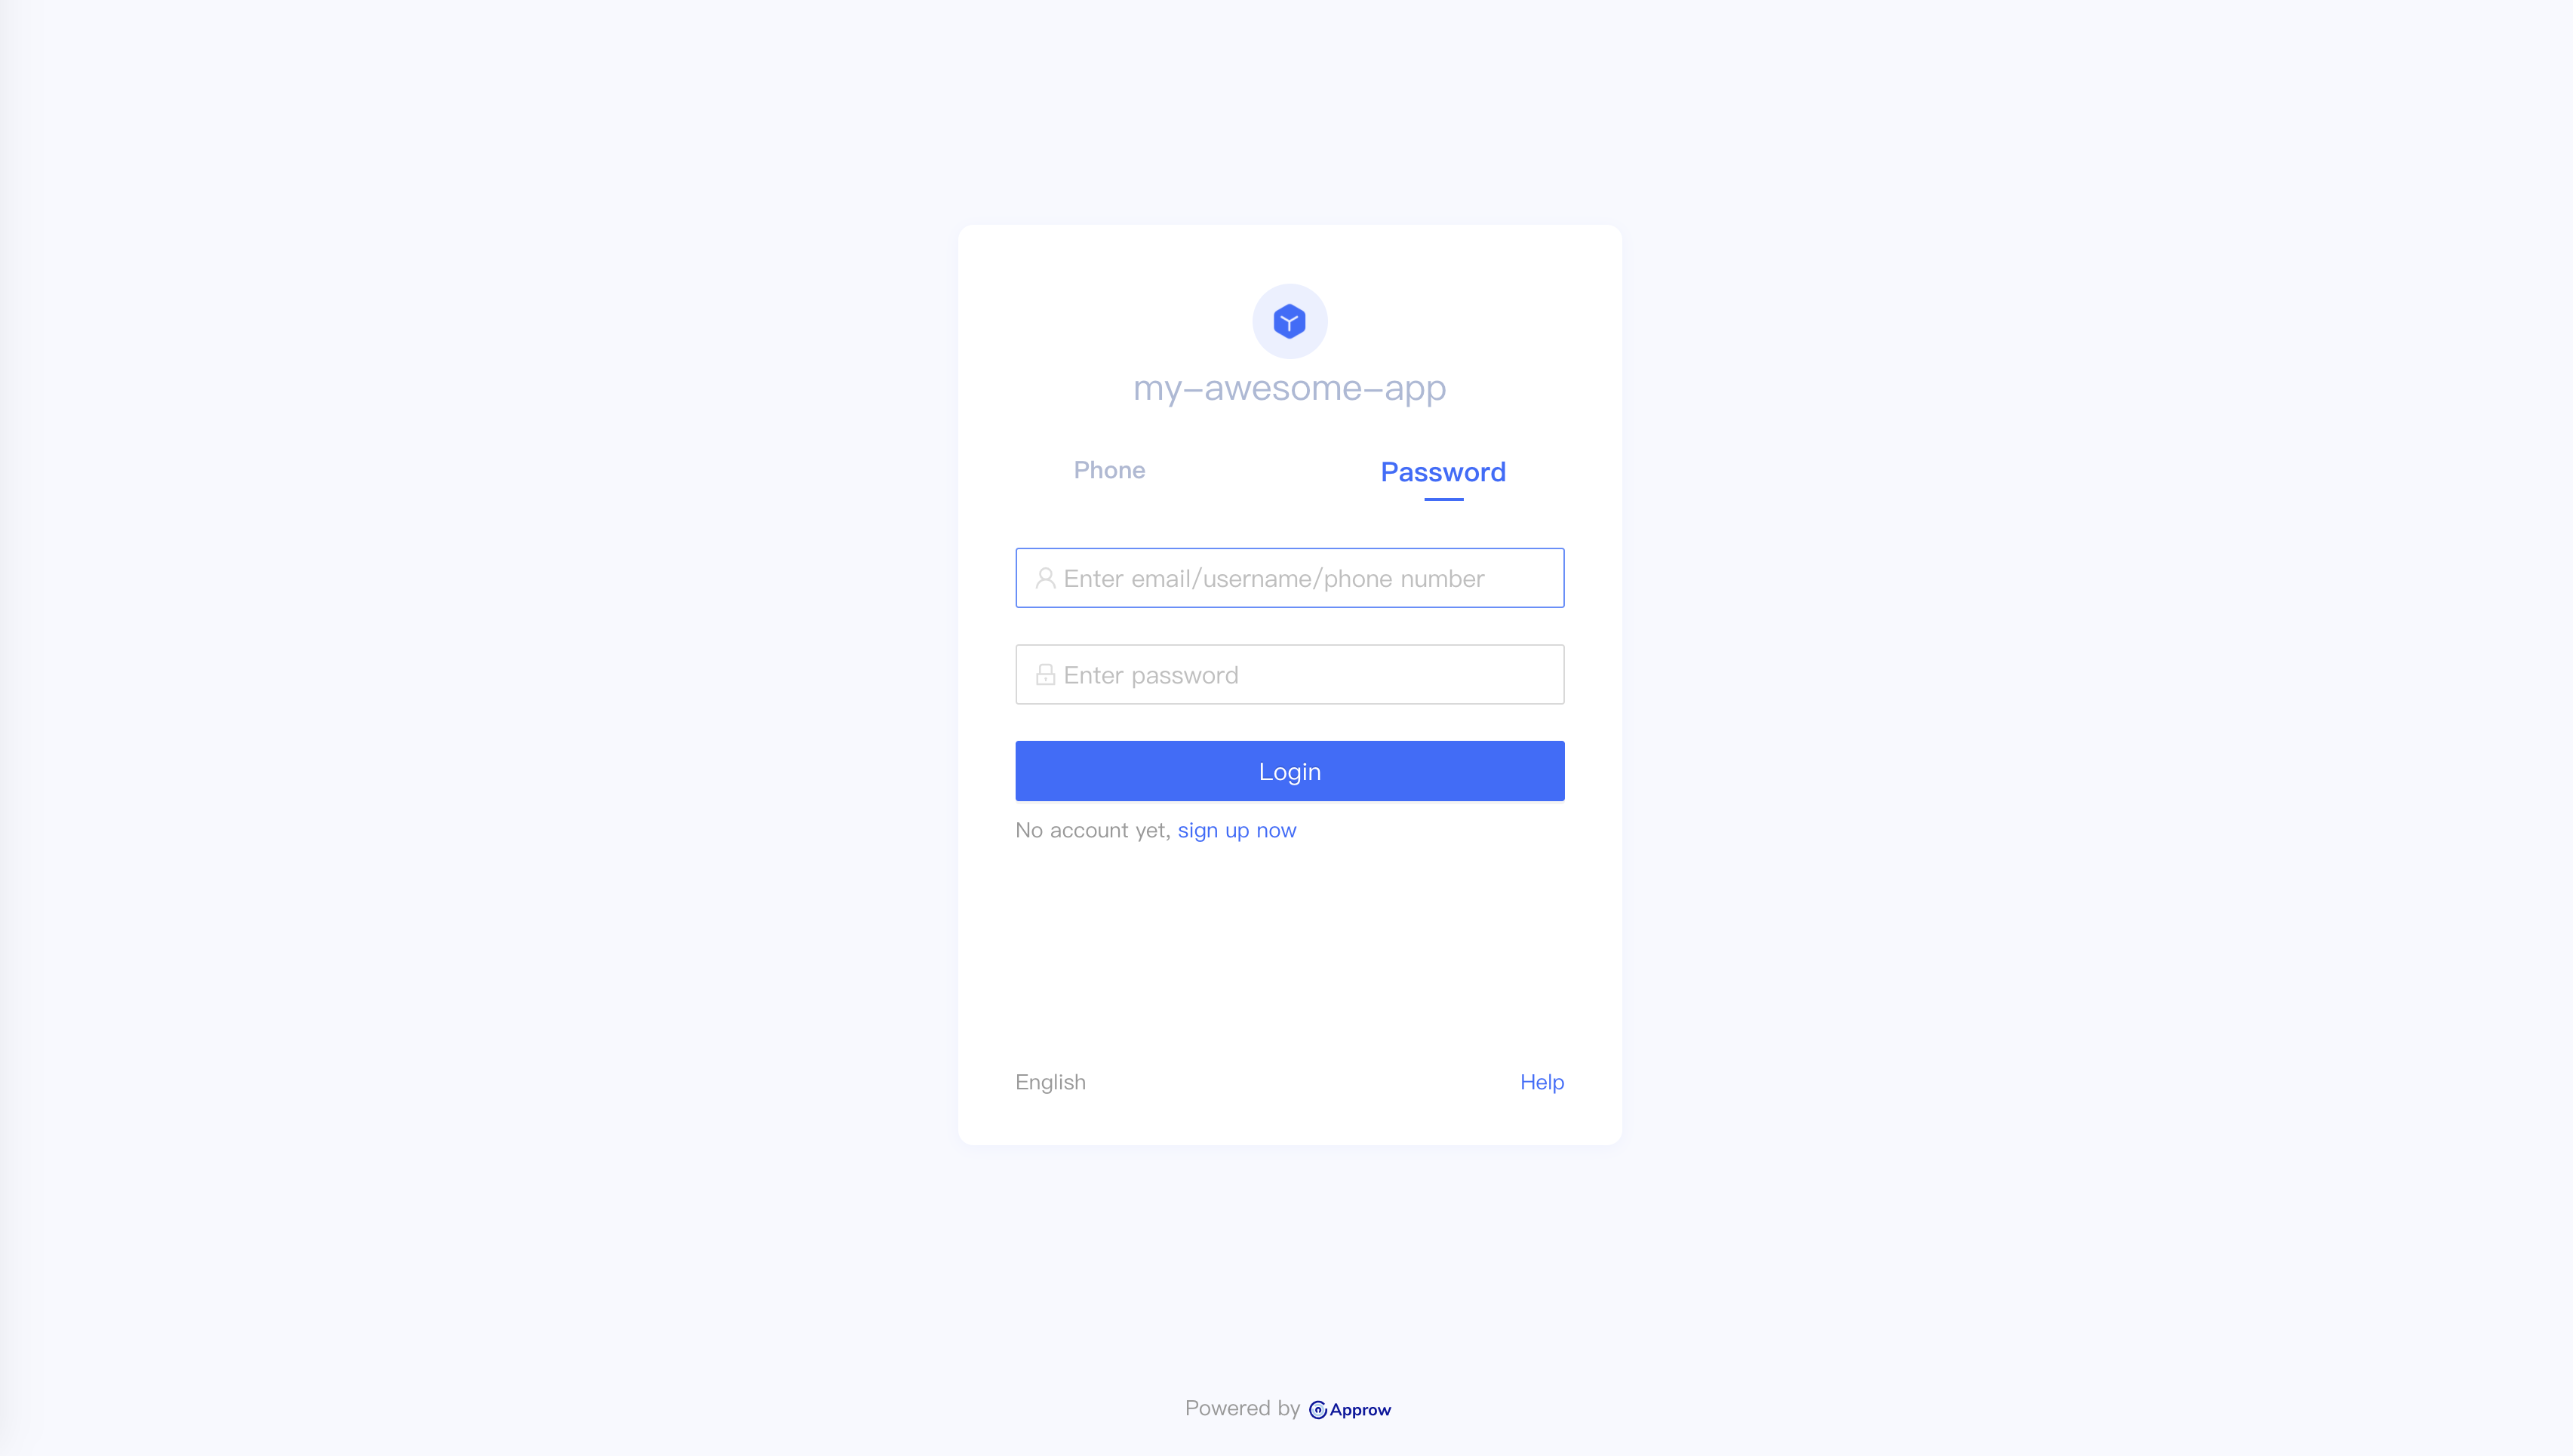 my-awesome-app
Phone Password
Enter email/username/phone number
Enter password
Login
No account yet, sign up now
English Help
Powered by Approw